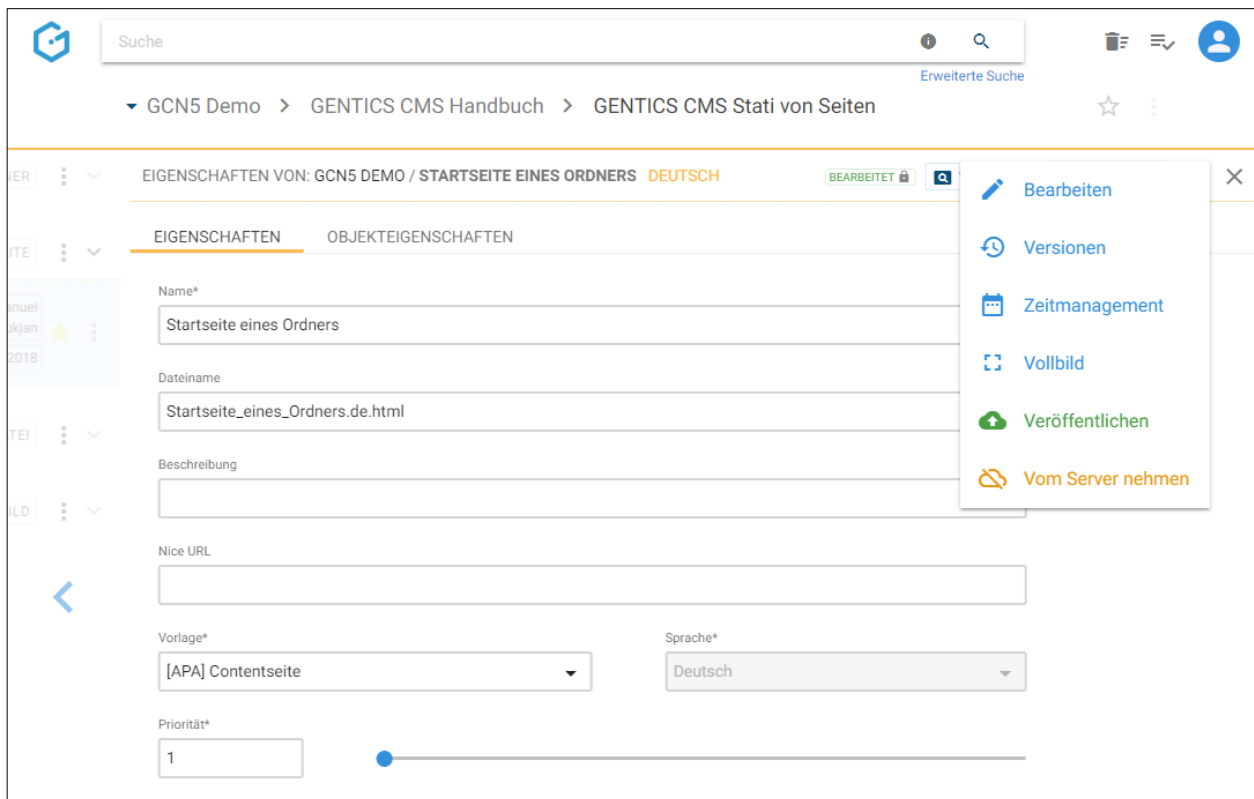 Suche
Erweiterte Suche
GCN5 Demo > GENTICS CMS Handbuch > GENTICS CMS Stati von Seiten
EIGENSCHAFTEN VON: GCN5 DEMO / STARTSEITE EINES ORDNERS DEUTSCH BEARBEITET
EIGENSCHAFTEN OBJEKTEIGENSCHAFTEN
2018
Name*
Startseite eines Ordners
Dateiname
Startseite_eines_Ordners.de.html
Beschreibung
Nice URL
Vorlage*
[APA] Contentseite
Sprache*
Deutsch
Priorität*
1
Bearbeiten
Versionen
Zeitmanagement
Vollbild
Veröffentlichen
Vom Server nehmen